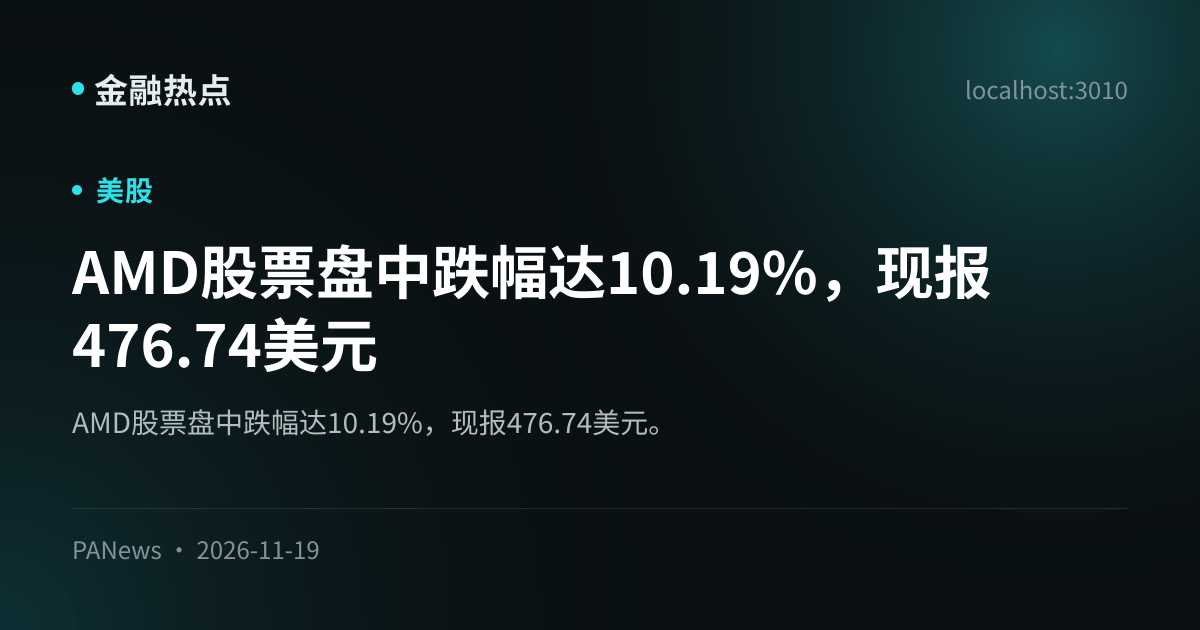 金融热点
localhost:3010
美股
AMD股票盘中跌幅达10.19%，现报
476.74美元
AMD股票盘中跌幅达10.19%，现报476.74美元。
PANews • 2026-11-19